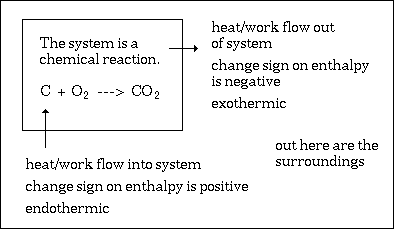 The system is a
chemical reaction.
C + O2 ---> CO2
heat/work flow out
of system
change sign on enthalpy
is negative
exothermic
heat/work flow into system
change sign on enthalpy is positive
endothermic
out here are the
surroundings